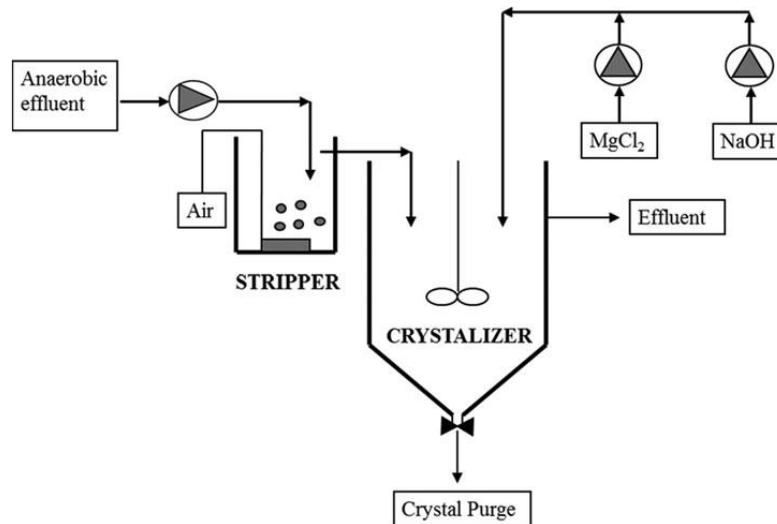 Anaerobic
effluent
MgCl₂
NaOH
Air
Effluent
STRIPPER
CRYSTALIZER
Crystal Purge